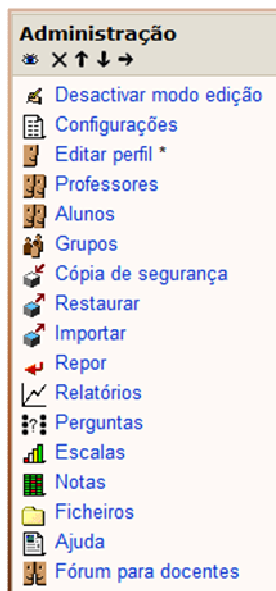 Administração
Desactivar modo edição
Configurações
Editar perfil *
Professores
Alunos
Grupos
Cópia de segurança
Restaurar
Importar
Repor
Relatórios
Perguntas
Escalas
Notas
Ficheiros
Ajuda
Fórum para docentes